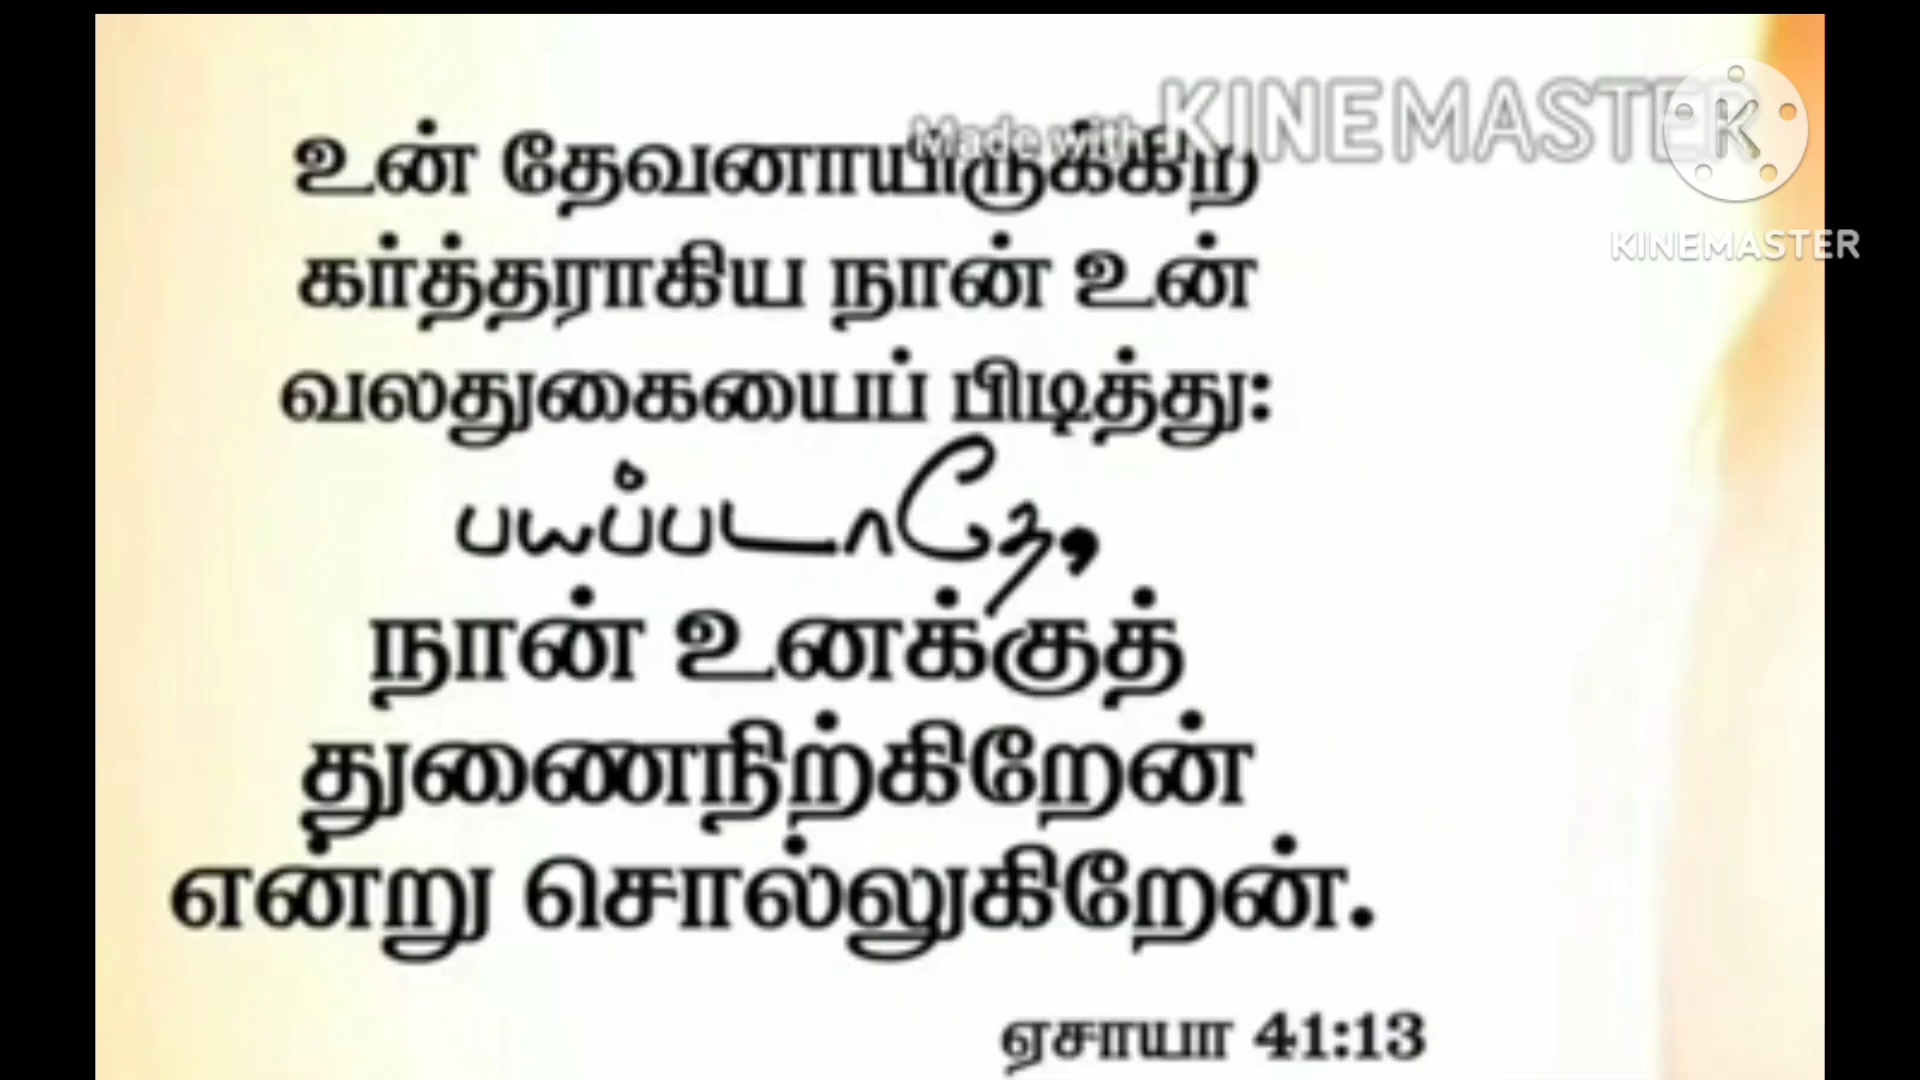 Made with KINEMASTER
KINEMASTER
உன் தேவனாயிருக்கிற
கர்த்தராகிய நான் உன்
வலதுகையைப் பிடித்து:
பயப்படாதே,
நான் உனக்குத்
துணைநிற்கிறேன்
என்று சொல்லுகிறேன்.
ஏசாயா 41:13